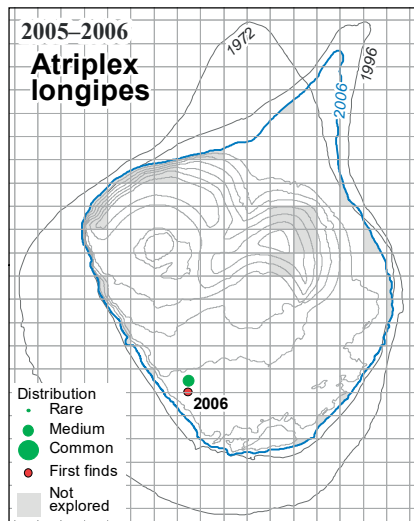 2005–2006
Atriplex
longipes
1972
1996
2006
2006
Distribution
Rare
Medium
Common
First finds
Not
explored